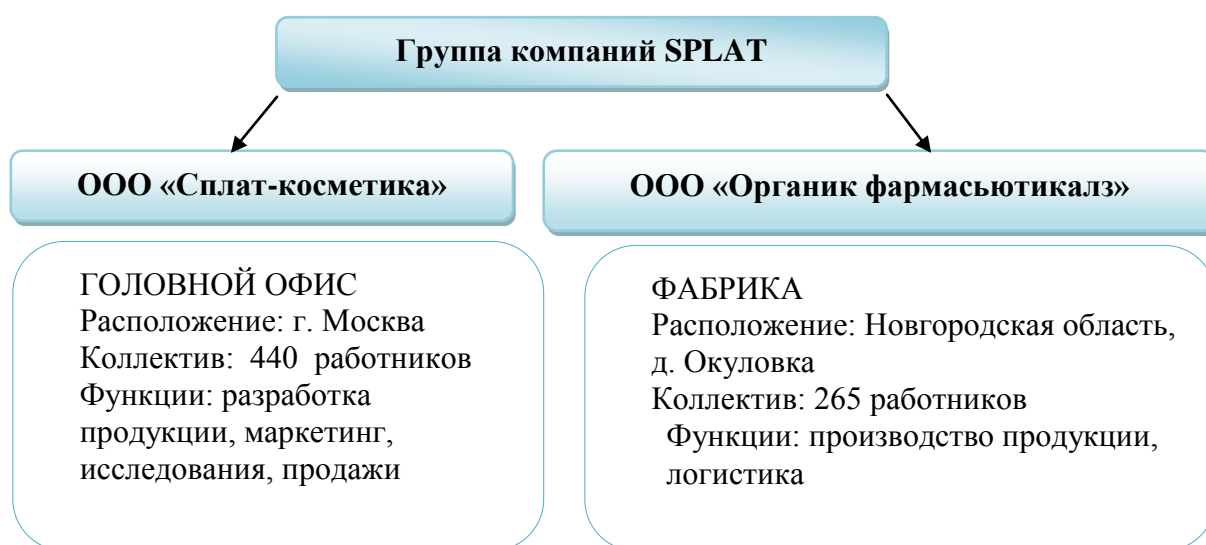 Группа компаний SPLAT
ООО «Сплат-косметика»
ООО «Органик фармасьютикалз»
ГОЛОВНОЙ ОФИС
Расположение: г. Москва
Коллектив: 440 работников
Функции: разработка
продукции, маркетинг,
исследования, продажи
ФАБРИКА
Расположение: Новгородская область,
д. Окуловка
Коллектив: 265 работников
Функции: производство продукции,
логистика